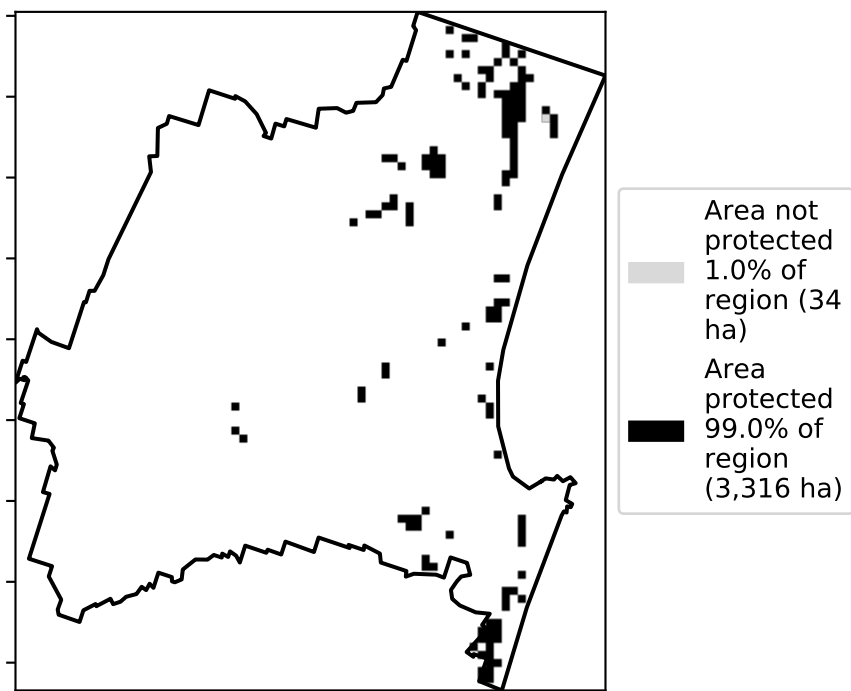 Area not
protected
1.0% of
region (34
ha)
Area
protected
99.0% of
region
(3,316 ha)